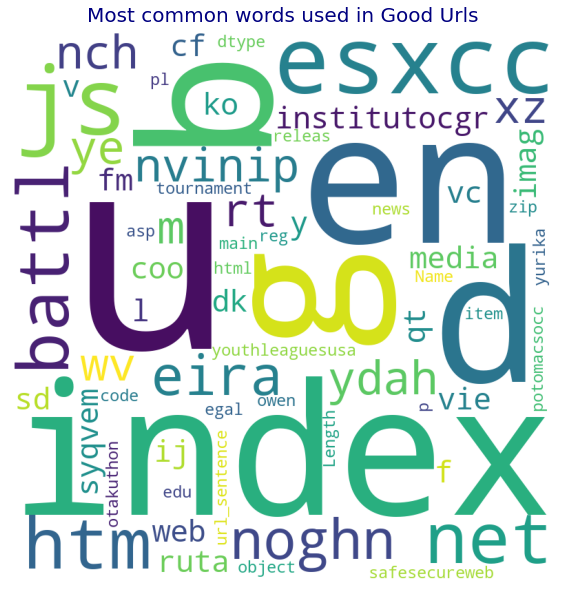 Most common words used in Good Urls
nch
cf
dtype
esxcc
js
pl
v
b
ko
xz
ye
institutocgr
releas
imag
battl
nvinip
fm
tournament
en
vc
zip
u
rt
news
asp
m
y
reg
main
media
yurika
coo
html
g
Name
d
l
dk
qt
item
youthleaguesusa
wv
eira
ydah
potomacsocc
sd
code
egal
owen
p
vie
index
syqvem
otakuthon
ij
url_sentence
Length
f
edu
htm
web
noghn
net
ruta
object
safesecureweb